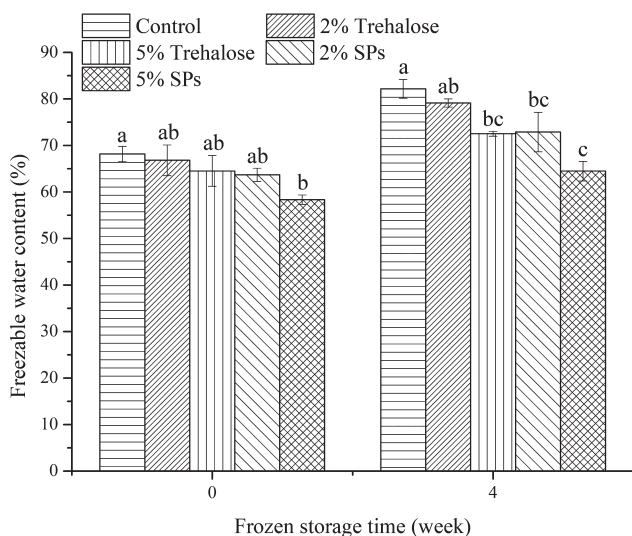 Control 2% Trehalose
5% Trehalose 2% SPs
5% SPs
90
80
70
60
50
40
30
20
10
0
Freezable water content (%)
a ab ab ab b
a ab bc bc c
0 4
Frozen storage time (week)